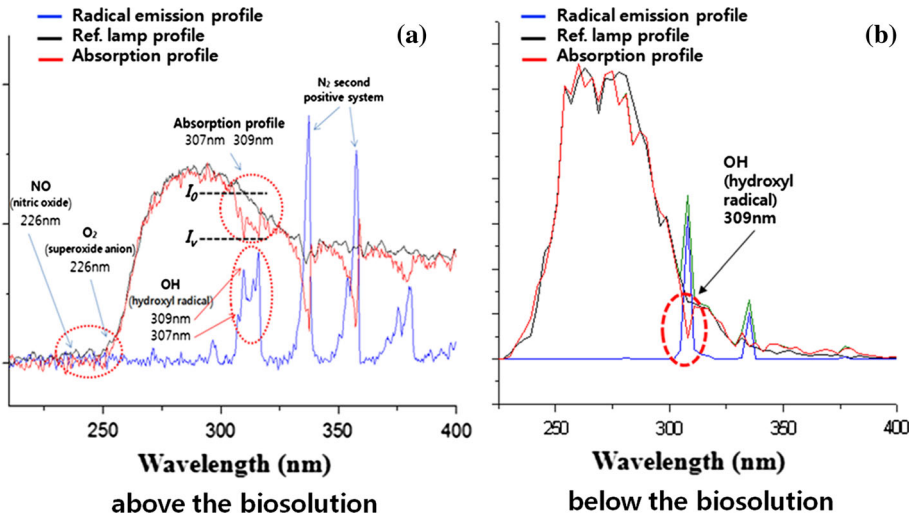 Radical emission profile
Ref. lamp profile
Absorption profile
(a)
N2 second
positive system
Absorption profile
307nm 309nm
NO
(nitric oxide)
226nm
O2
(superoxide anion)
226nm
I0
Iv
OH
(hydroxyl radical)
309nm
307nm
250
300
350
400
Wavelength (nm)
above the biosolution
Radical emission profile
Ref. lamp profile
Absorption profile
(b)
OH
(hydroxyl
radical)
309nm
250
300
350
400
Wavelength (nm)
below the biosolution